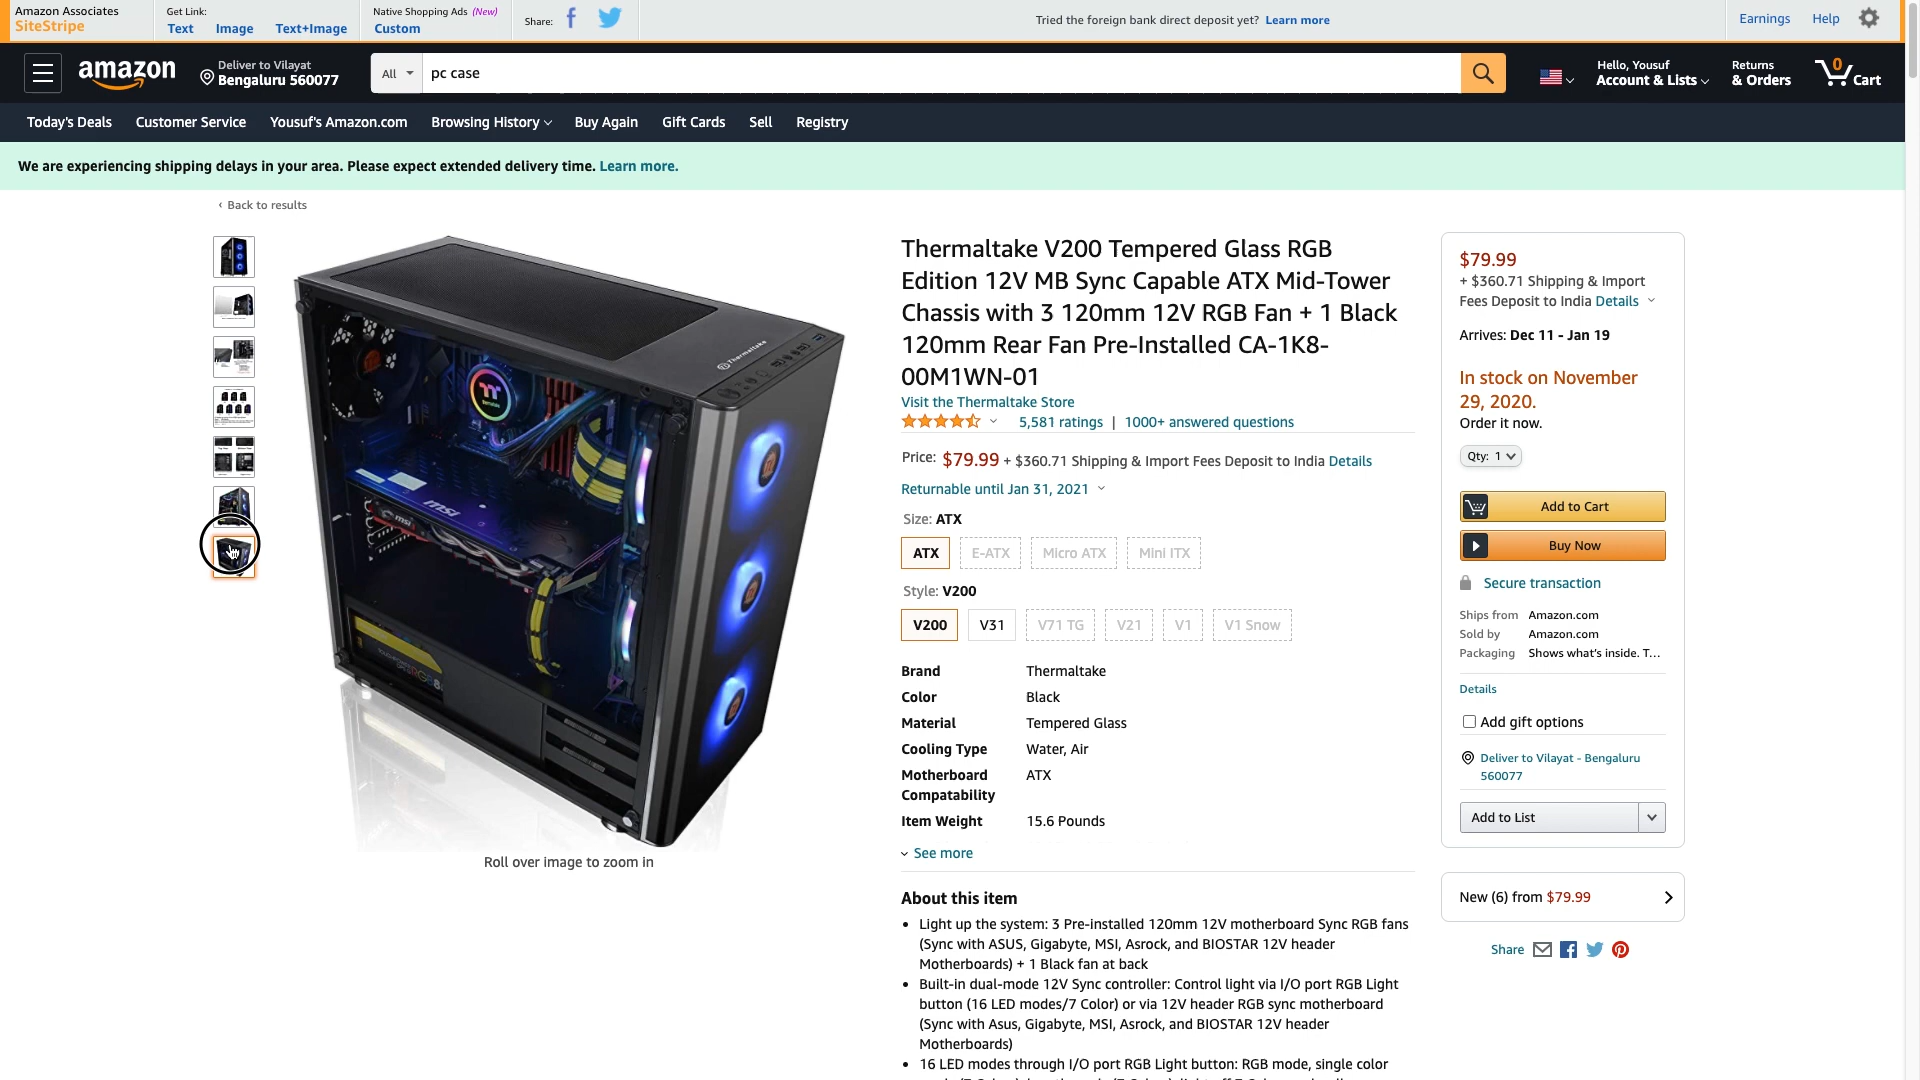 Amazon Associates
SiteStripe
Get Link:
Text Image Text+Image
Native Shopping Ads (New)
Custom
Share:
Tried the foreign bank direct deposit yet? Learn more
Earnings Help
amazon
Deliver to Vilayat
Bengaluru 560077
All
pc case
Hello, Yousuf
Account & Lists
Returns
& Orders
0
Cart
Today's Deals Customer Service Yousuf's Amazon.com Browsing History Buy Again Gift Cards Sell Registry
We are experiencing shipping delays in your area. Please expect extended delivery time. Learn more.
‹ Back to results
Thermaltake
msi
msi
Roll over image to zoom in
Thermaltake V200 Tempered Glass RGB
Edition 12V MB Sync Capable ATX Mid-Tower
Chassis with 3 120mm 12V RGB Fan + 1 Black
120mm Rear Fan Pre-Installed CA-1K8-
00M1WN-01
Visit the Thermaltake Store
5,581 ratings | 1000+ answered questions
Price: $79.99 + $360.71 Shipping & Import Fees Deposit to India Details
Returnable until Jan 31, 2021
Size: ATX
ATX E-ATX Micro ATX Mini ITX
Style: V200
V200 V31 V71 TG V21 V1 V1 Snow
Brand Thermaltake
Color Black
Material Tempered Glass
Cooling Type Water, Air
Motherboard ATX
Compatability
Item Weight 15.6 Pounds
See more
About this item
• Light up the system: 3 Pre-installed 120mm 12V motherboard Sync RGB fans
(Sync with ASUS, Gigabyte, MSI, Asrock, and BIOSTAR 12V header
Motherboards) + 1 Black fan at back
• Built-in dual-mode 12V Sync controller: Control light via I/O port RGB Light
button (16 LED modes/7 Color) or via 12V header RGB sync motherboard
(Sync with Asus, Gigabyte, MSI, Asrock, and BIOSTAR 12V header
Motherboards)
• 16 LED modes through I/O port RGB Light button: RGB mode, single color
$79.99
+ $360.71 Shipping & Import
Fees Deposit to India Details
Arrives: Dec 11 - Jan 19
In stock on November
29, 2020.
Order it now.
Qty: 1
Add to Cart
Buy Now
Secure transaction
Ships from Amazon.com
Sold by Amazon.com
Packaging Shows what's inside. T...
Details
Add gift options
Deliver to Vilayat - Bengaluru
560077
Add to List
New (6) from $79.99
Share